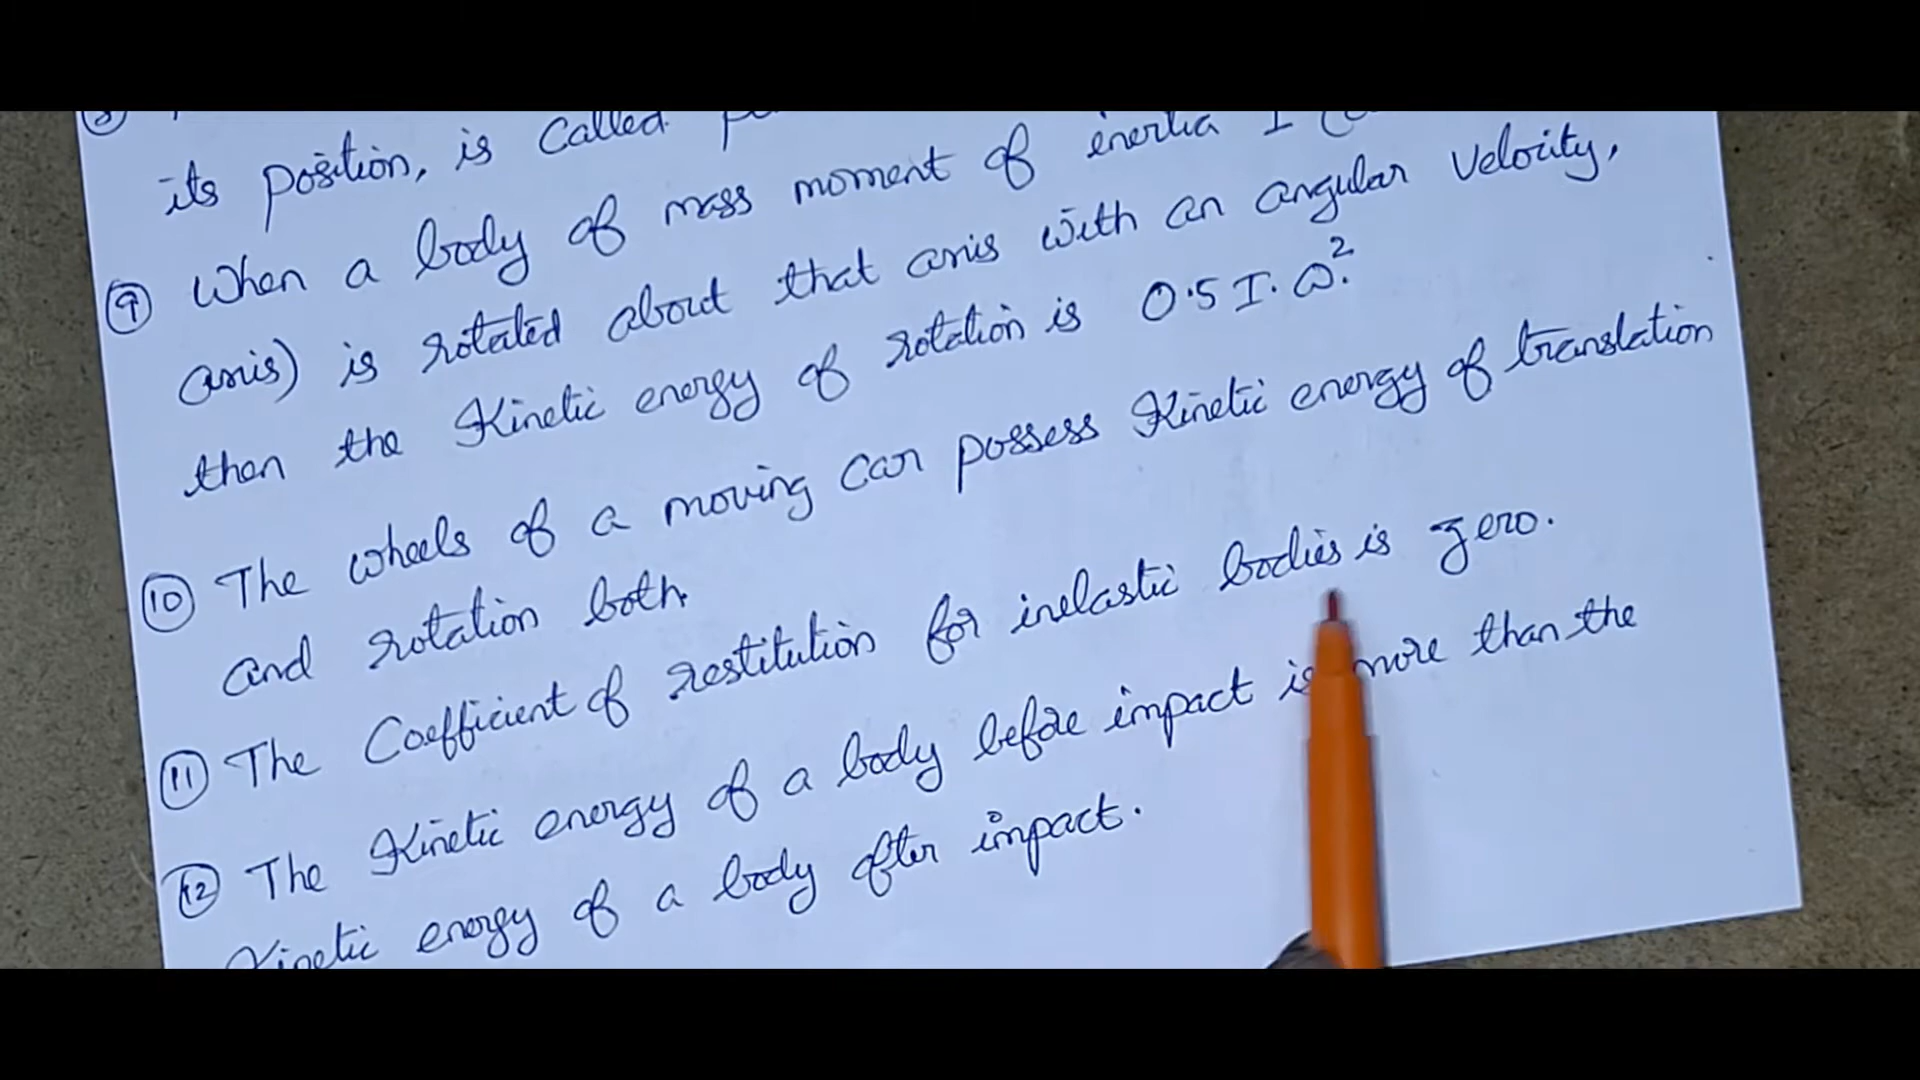 its position, is called
⑨ When a body of mass moment of inertia I
axis) is rotated about that axis with an angular velocity,
then the Kinetic energy of rotation is 0.5 I. ω².
⑩ The wheels of a moving car possess Kinetic energy of translation
and rotation both.
⑪ The Coefficient of restitution for inelastic bodies is zero.
⑫ The Kinetic energy of a body before impact is more than the
Kinetic energy of a body after impact.